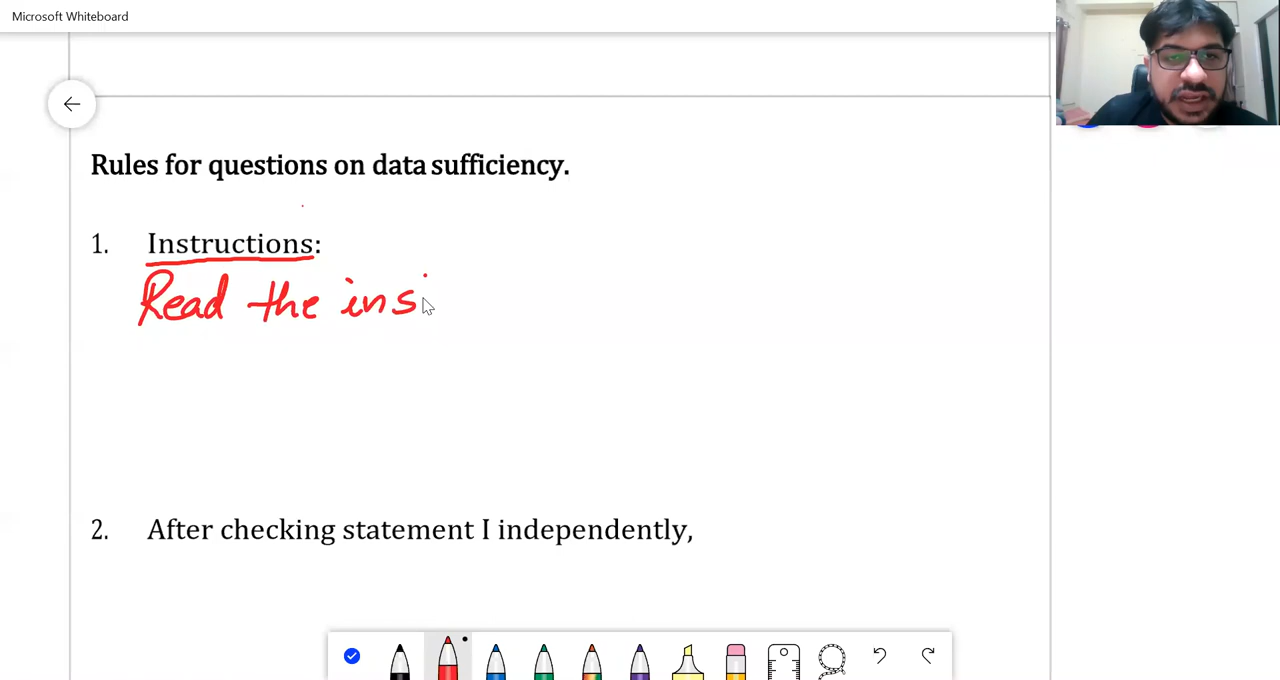 Microsoft Whiteboard
Rules for questions on data sufficiency.
1. Instructions:
Read the ins
2. After checking statement I independently,